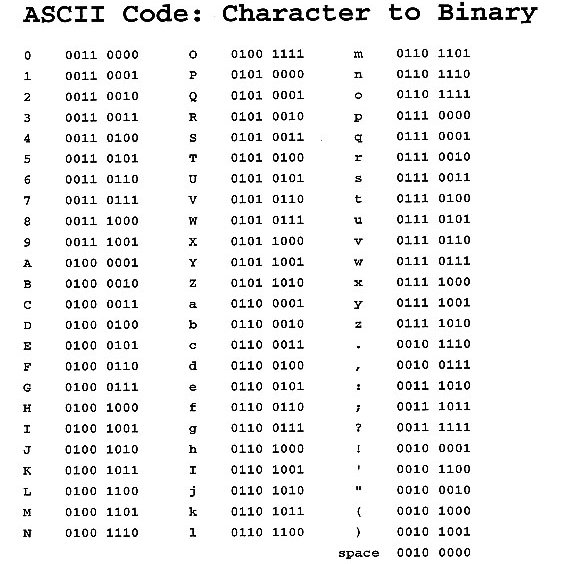 ASCII Code: Character to Binary
0 0011 0000 O 0100 1111 m 0110 1101
1 0011 0001 P 0101 0000 n 0110 1110
2 0011 0010 Q 0101 0001 o 0110 1111
3 0011 0011 R 0101 0010 p 0111 0000
4 0011 0100 S 0101 0011 q 0111 0001
5 0011 0101 T 0101 0100 r 0111 0010
6 0011 0110 U 0101 0101 s 0111 0011
7 0011 0111 V 0101 0110 t 0111 0100
8 0011 1000 W 0101 0111 u 0111 0101
9 0011 1001 X 0101 1000 v 0111 0110
A 0100 0001 Y 0101 1001 w 0111 0111
B 0100 0010 Z 0101 1010 x 0111 1000
C 0100 0011 a 0110 0001 y 0111 1001
D 0100 0100 b 0110 0010 z 0111 1010
E 0100 0101 c 0110 0011 . 0010 1110
F 0100 0110 d 0110 0100 , 0010 0111
G 0100 0111 e 0110 0101 : 0011 1010
H 0100 1000 f 0110 0110 ; 0011 1011
I 0100 1001 g 0110 0111 ? 0011 1111
J 0100 1010 h 0110 1000 ! 0010 0001
K 0100 1011 I 0110 1001 ' 0010 1100
L 0100 1100 j 0110 1010 " 0010 0010
M 0100 1101 k 0110 1011 ( 0010 1000
N 0100 1110 l 0110 1100 ) 0010 1001
space 0010 0000